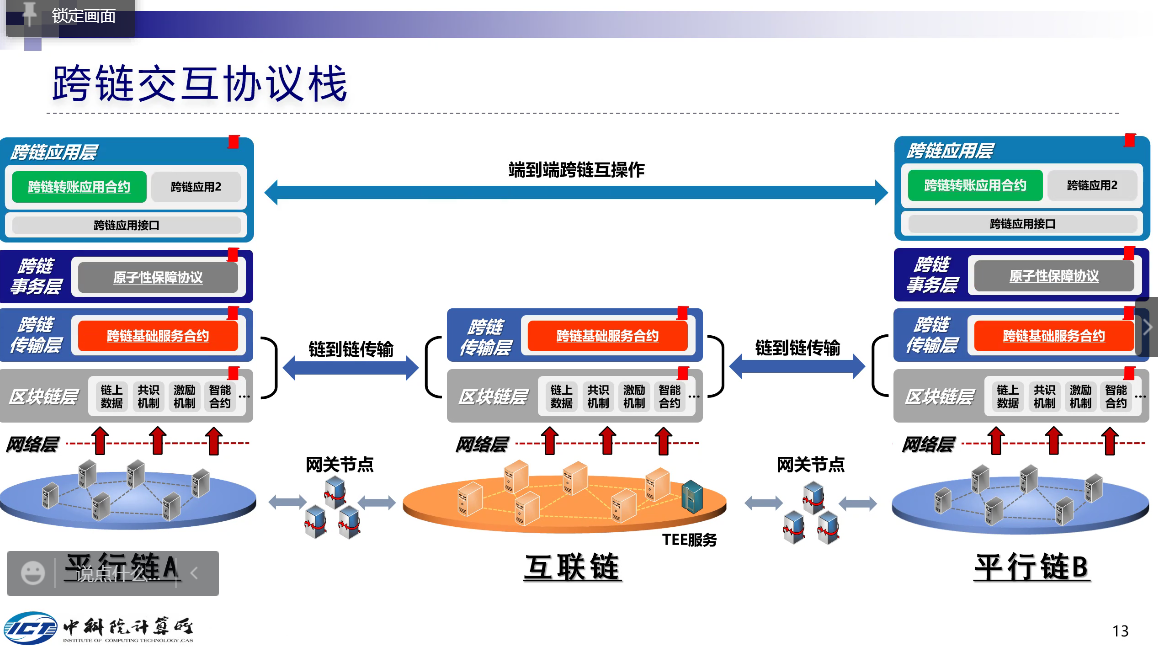 锁定画面
跨链交互协议栈
跨链应用层
跨链转账应用合约
跨链应用2
跨链应用接口
跨链
事务层
原子性保障协议
跨链
传输层
跨链基础服务合约
区块链层
链上
数据
共识
机制
激励
机制
智能
合约
...
网络层
平行链A
端到端跨链互操作
链到链传输
网关节点
跨链
传输层
跨链基础服务合约
区块链层
链上
数据
共识
机制
激励
机制
智能
合约
...
网络层
TEE服务
互联链
链到链传输
网关节点
跨链应用层
跨链转账应用合约
跨链应用2
跨链应用接口
跨链
事务层
原子性保障协议
跨链
传输层
跨链基础服务合约
区块链层
链上
数据
共识
机制
激励
机制
智能
合约
...
网络层
平行链B
说点什么...
ICT 中科院计算所
INSTITUTE OF COMPUTING TECHNOLOGY,CAS
13